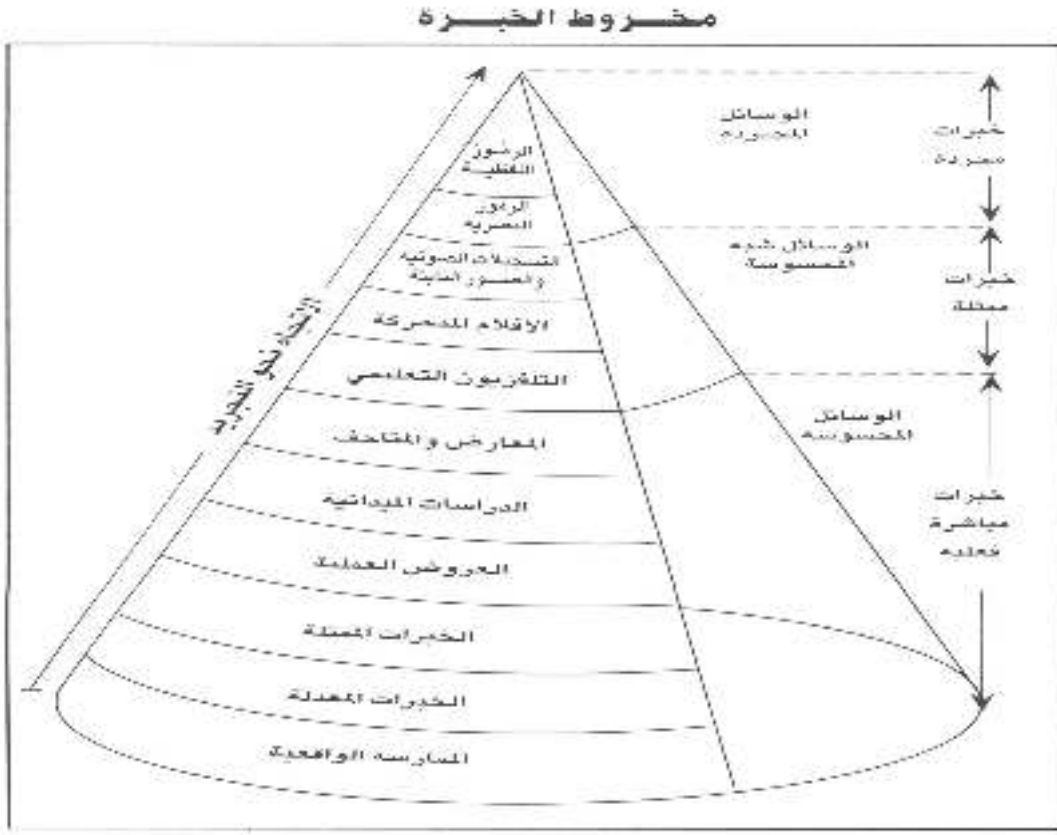 مخروط الخبرة
الوسائل
المجردة
خبرات
مجردة
الرموز
اللفظية
الرموز
البصرية
الوسائل شبه
المحسوسة
خبرات
ممثلة
التسجيلات الصوتية
والصور الثابتة
الأفلام المتحركة
التلفزيون التعليمي
الوسائل
المحسوسة
المعارض والمتاحف
الدراسات الميدانية
خبرات
مباشرة
فعلية
العروض العملية
الخبرات الممثلة
الخبرات المعدلة
الممارسة الواقعية
الاتجاه نحو التجريد